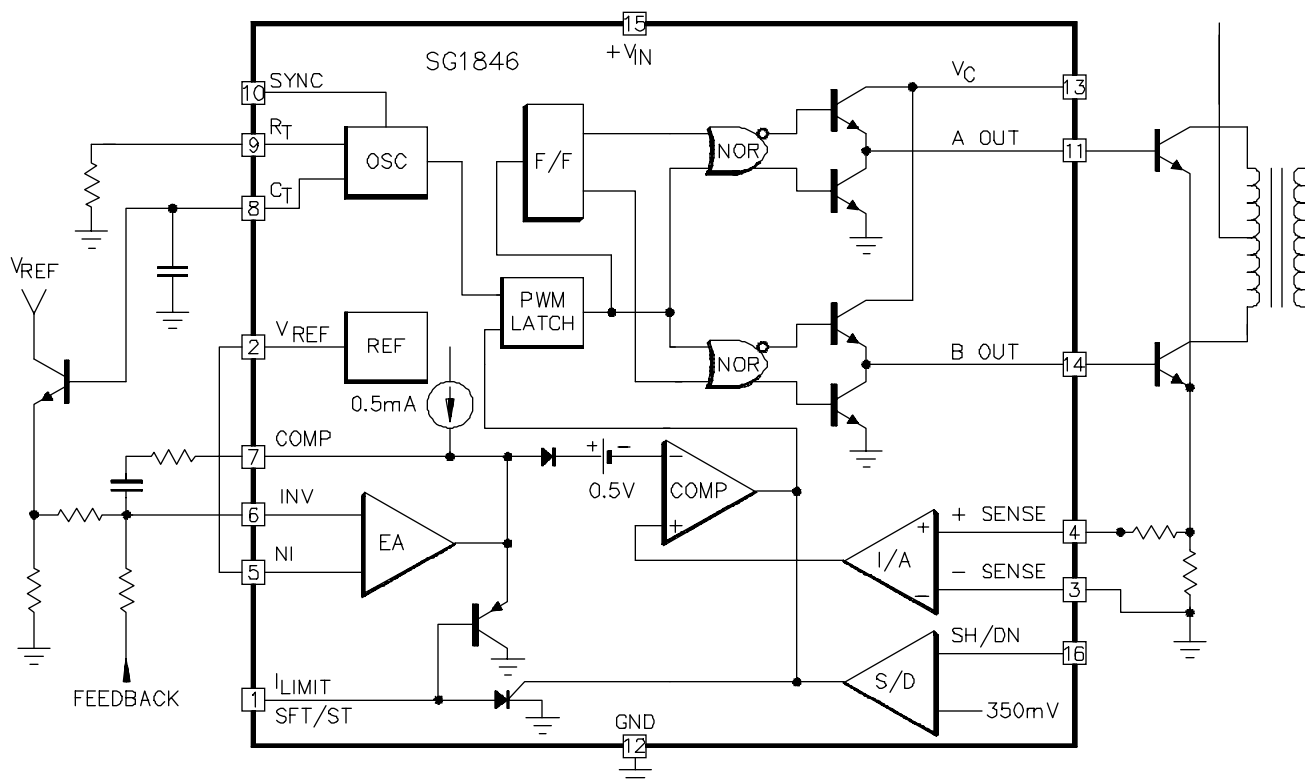 15
+VIN
SG1846
10
SYNC
VC
13
9
RT
OSC
F/F
NOR
A OUT
11
CT
8
VREF
PWM
LATCH
2
VREF
REF
NOR
B OUT
14
0.5mA
7
COMP
+
-
0.5V
-
COMP
+
6
INV
EA
5
NI
+
I/A
-
+ SENSE
4
- SENSE
3
SH/DN
16
S/D
350mV
FEEDBACK
1
ILIMIT
SFT/ST
GND
12